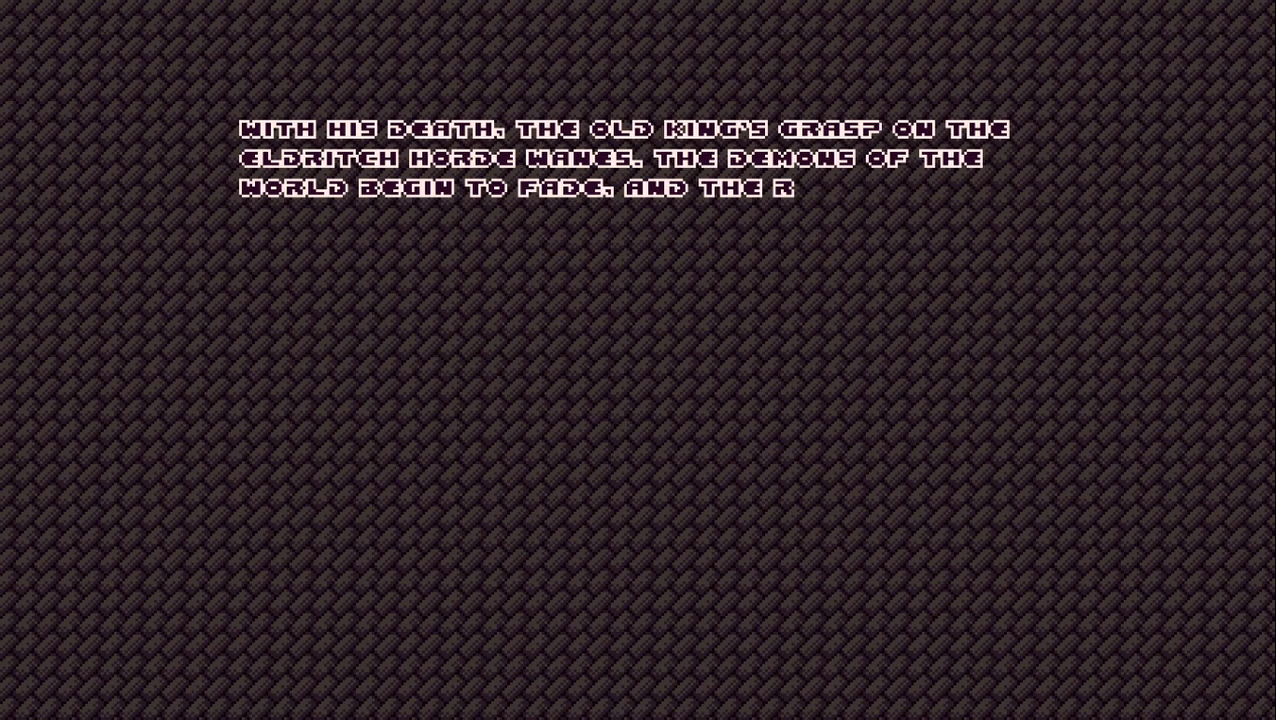 WITH HIS DEATH, THE OLD KING'S GRASP ON THE
ELDRITCH HORDE WANES. THE DEMONS OF THE
WORLD BEGIN TO FADE, AND THE R